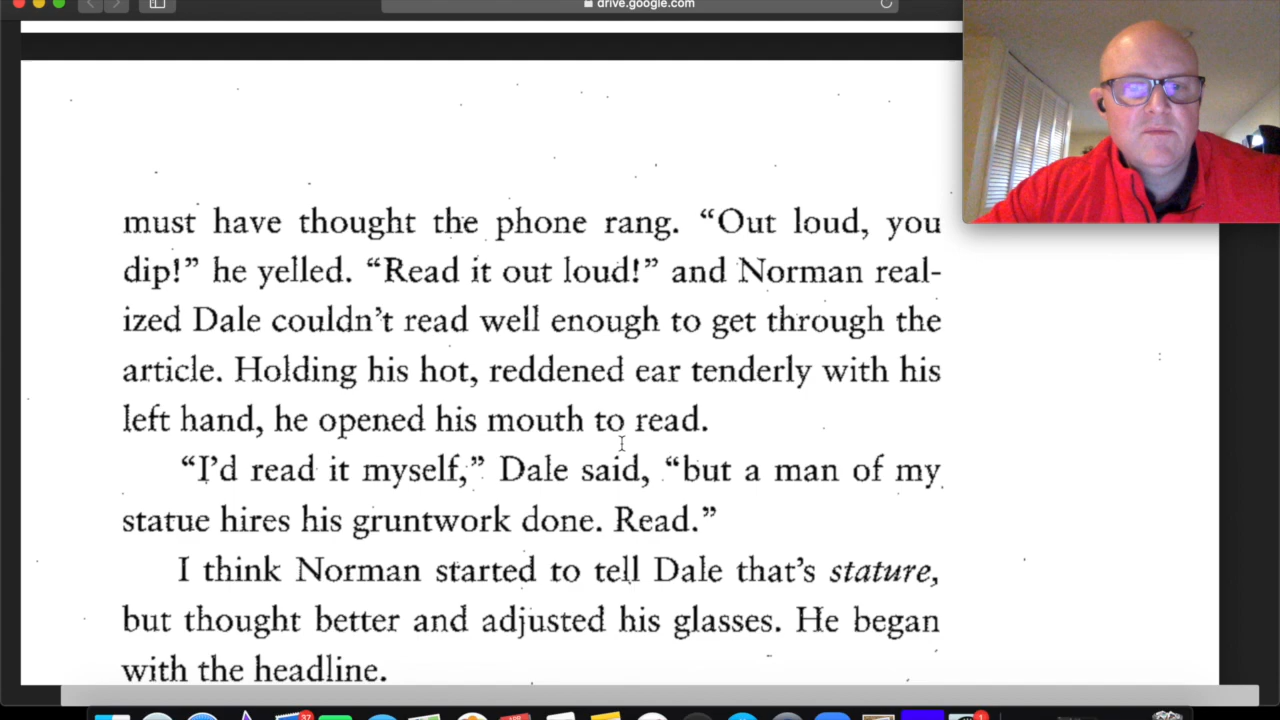 drive.google.com
must have thought the phone rang. “Out loud, you
dip!” he yelled. “Read it out loud!” and Norman real-
ized Dale couldn’t read well enough to get through the
article. Holding his hot, reddened ear tenderly with his
left hand, he opened his mouth to read.
“I’d read it myself,” Dale said, “but a man of my
statue hires his gruntwork done. Read.”
I think Norman started to tell Dale that’s stature,
but thought better and adjusted his glasses. He began
with the headline.
37
1